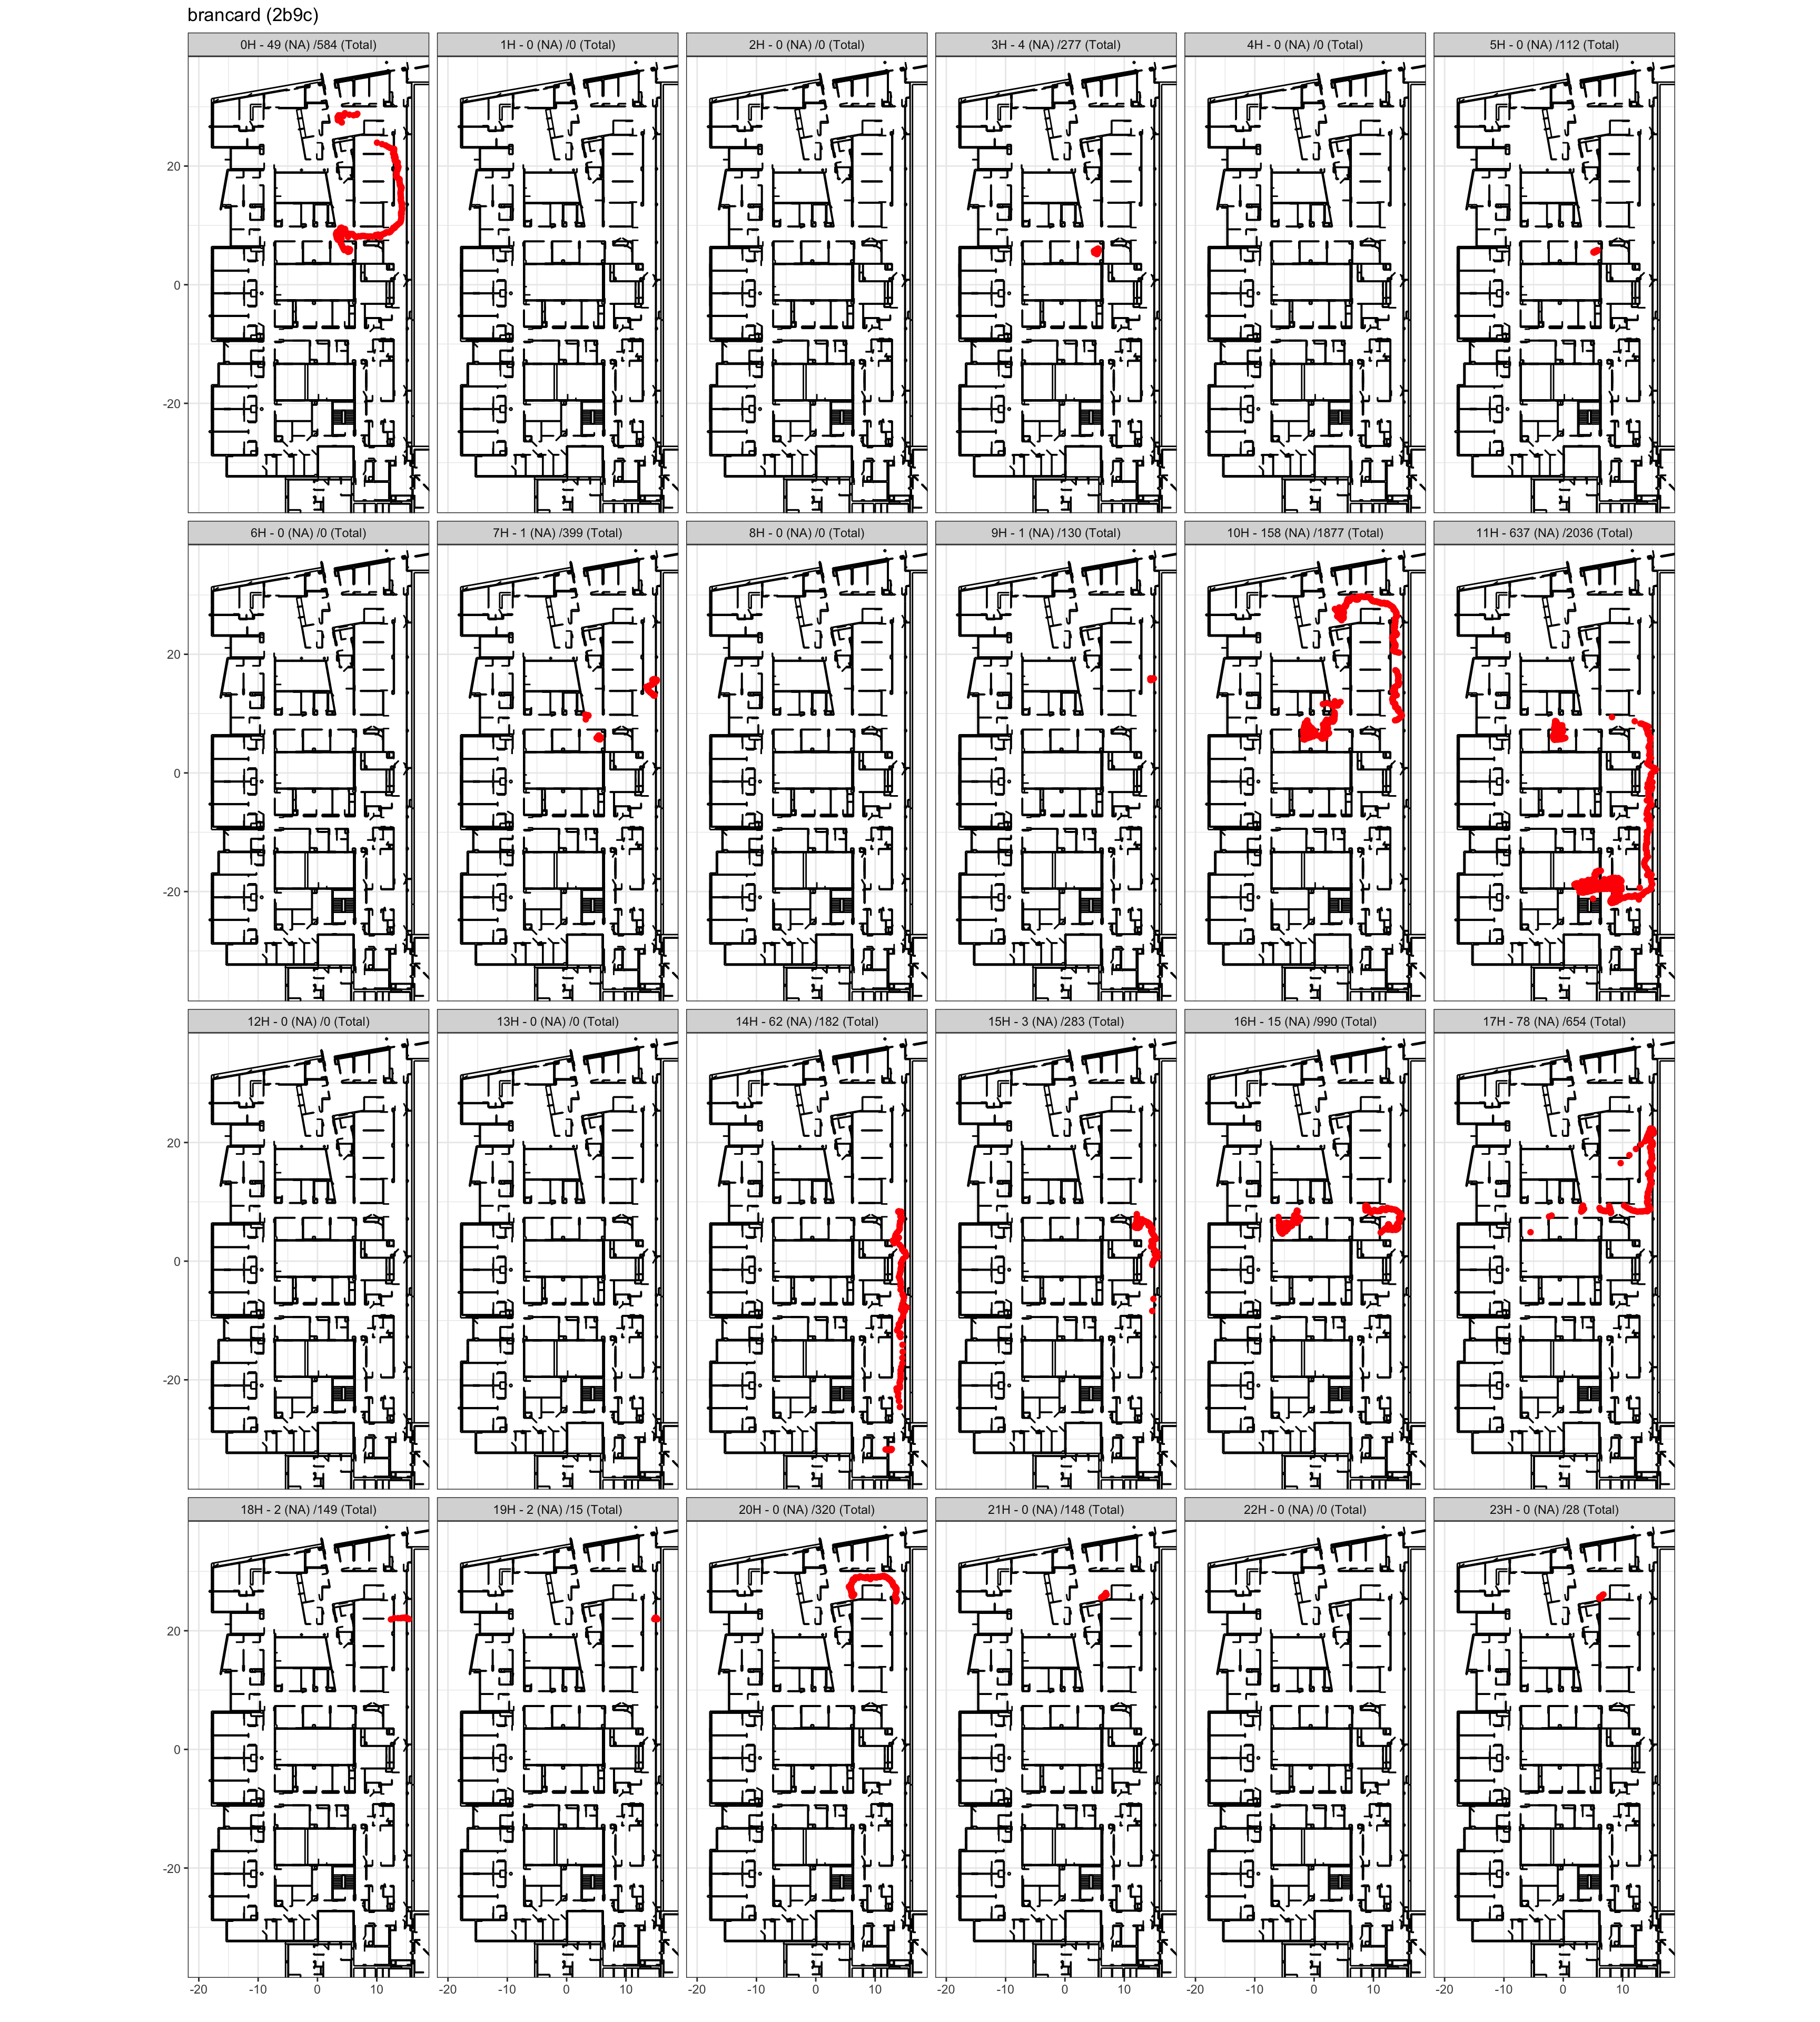 brancard (2b9c)
0H - 49 (NA) /584 (Total) 1H - 0 (NA) /0 (Total) 2H - 0 (NA) /0 (Total) 3H - 4 (NA) /277 (Total) 4H - 0 (NA) /0 (Total) 5H - 0 (NA) /112 (Total)
20
0
-20
6H - 0 (NA) /0 (Total) 7H - 1 (NA) /399 (Total) 8H - 0 (NA) /0 (Total) 9H - 1 (NA) /130 (Total) 10H - 158 (NA) /1877 (Total) 11H - 637 (NA) /2036 (Total)
20
0
-20
12H - 0 (NA) /0 (Total) 13H - 0 (NA) /0 (Total) 14H - 62 (NA) /182 (Total) 15H - 3 (NA) /283 (Total) 16H - 15 (NA) /990 (Total) 17H - 78 (NA) /654 (Total)
20
0
-20
18H - 2 (NA) /149 (Total) 19H - 2 (NA) /15 (Total) 20H - 0 (NA) /320 (Total) 21H - 0 (NA) /148 (Total) 22H - 0 (NA) /0 (Total) 23H - 0 (NA) /28 (Total)
20
0
-20
-20 -10 0 10 -20 -10 0 10 -20 -10 0 10 -20 -10 0 10 -20 -10 0 10 -20 -10 0 10